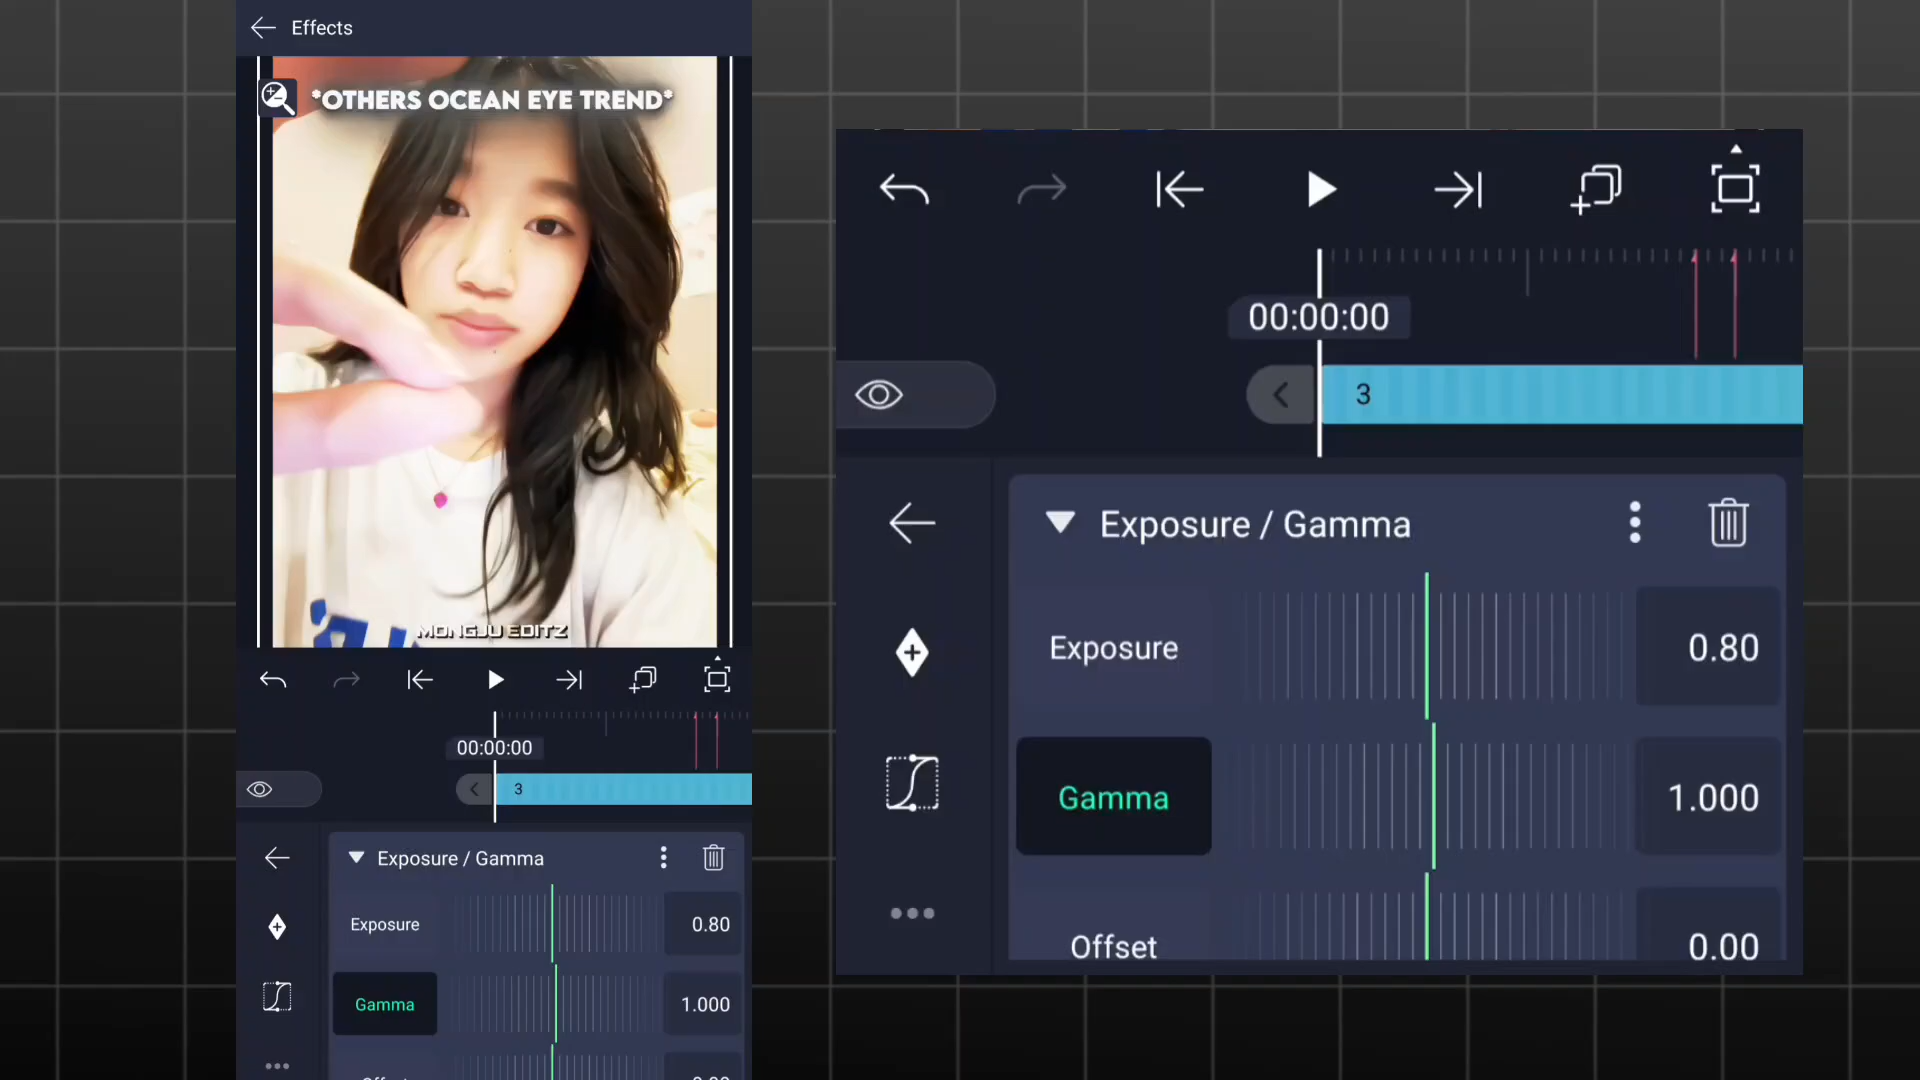 Effects
*OTHERS OCEAN EYE TREND*
MONGJU EDITZ
00:00:00
3
Exposure / Gamma
Exposure 0.80
Gamma 1.000
00:00:00
3
Exposure / Gamma
Exposure 0.80
Gamma 1.000
Offset 0.00